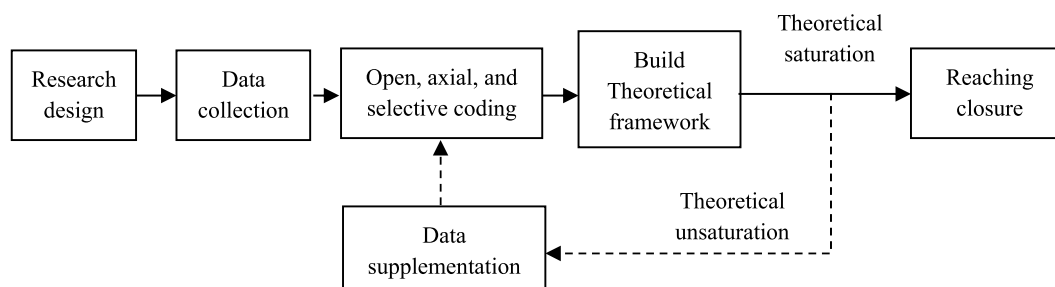 Research
design
Data
collection
Open, axial, and
selective coding
Build
Theoretical
framework
Theoretical
saturation
Reaching
closure
Theoretical
unsaturation
Data
supplementation